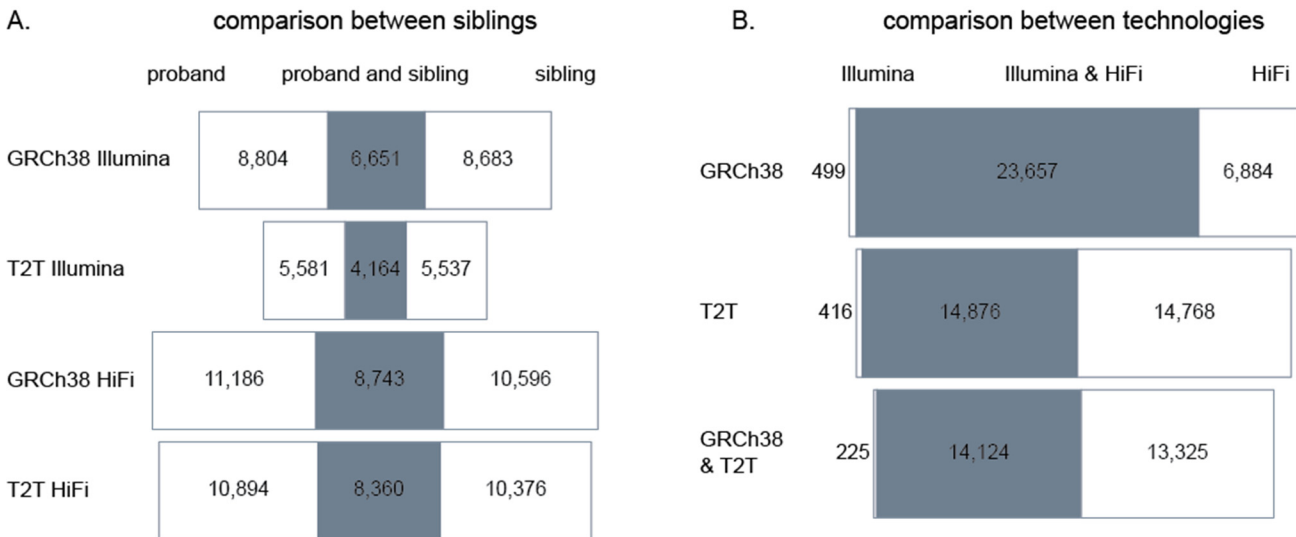 A. comparison between siblings
proband proband and sibling sibling
GRCh38 Illumina 8,804 6,651 8,683
T2T Illumina 5,581 4,164 5,537
GRCh38 HiFi 11,186 8,743 10,596
T2T HiFi 10,894 8,360 10,376
B. comparison between technologies
Illumina Illumina & HiFi HiFi
GRCh38 499 23,657 6,884
T2T 416 14,876 14,768
GRCh38
& T2T 225 14,124 13,325